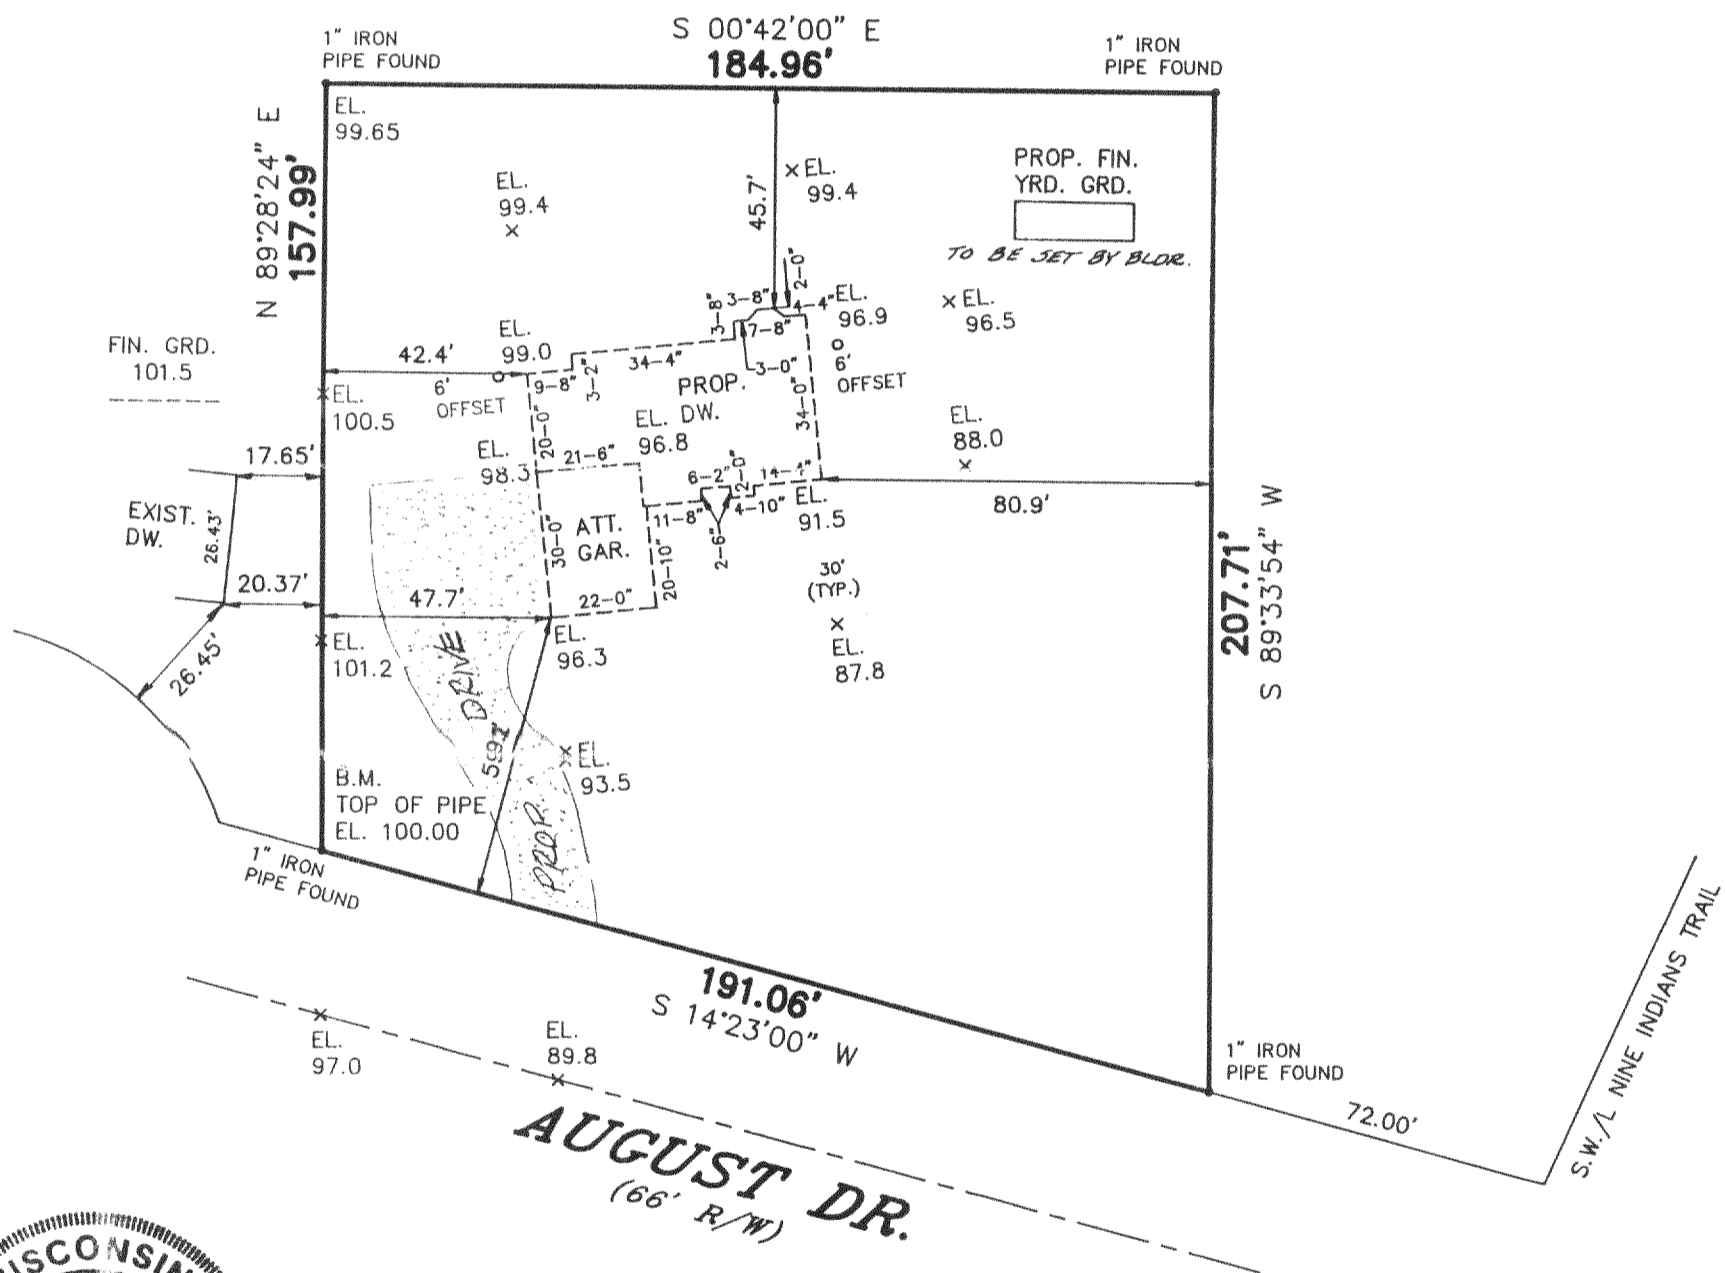 S 00°42'00" E
184.96'
1" IRON
PIPE FOUND
1" IRON
PIPE FOUND
N 89°28'24" E
157.99'
EL.
99.65
EL.
99.4
45.7'
EL.
99.4
PROP. FIN.
YRD. GRD.
TO BE SET BY BLDR.
2-0"
3-8"
3-8"
4-4"
7-8"
EL.
96.9
EL.
96.5
FIN. GRD.
101.5
42.4'
EL.
99.0
6'
OFFSET
9-8"
3-2"
34-4"
3-0"
PROP.
DW.
34-0"
6'
OFFSET
EL.
100.5
EL.
96.8
EL.
88.0
17.65'
EL.
98.3
20-0"
21-6"
6-2"
2-0"
EL.
91.5
80.9'
EXIST.
DW.
26.43'
30-0"
ATT.
GAR.
11-8"
4-10"
2-6"
20-10"
30'
(TYP.)
20.37'
47.7'
22-0"
26.45'
EL.
101.2
EL.
96.3
EL.
87.8
207.71'
S 89°33'54" W
DRIVE
PROP.
EL.
93.5
B.M.
TOP OF PIPE
EL. 100.00
1" IRON
PIPE FOUND
191.06'
S 14°23'00" W
1" IRON
PIPE FOUND
72.00'
S.W./L NINE INDIANS TRAIL
EL.
97.0
EL.
89.8
AUGUST DR.
(66' R/W)